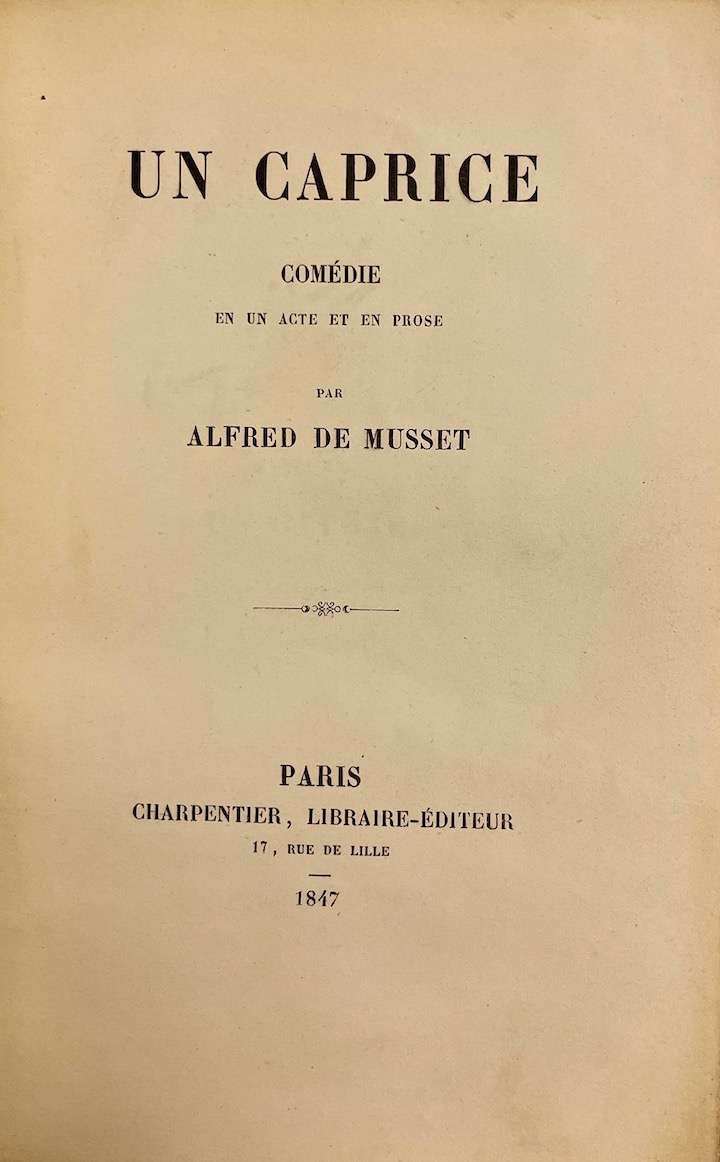 UN CAPRICE
COMÉDIE
EN UN ACTE ET EN PROSE
PAR
ALFRED DE MUSSET
PARIS
CHARPENTIER, LIBRAIRE-ÉDITEUR
17, RUE DE LILLE
1847